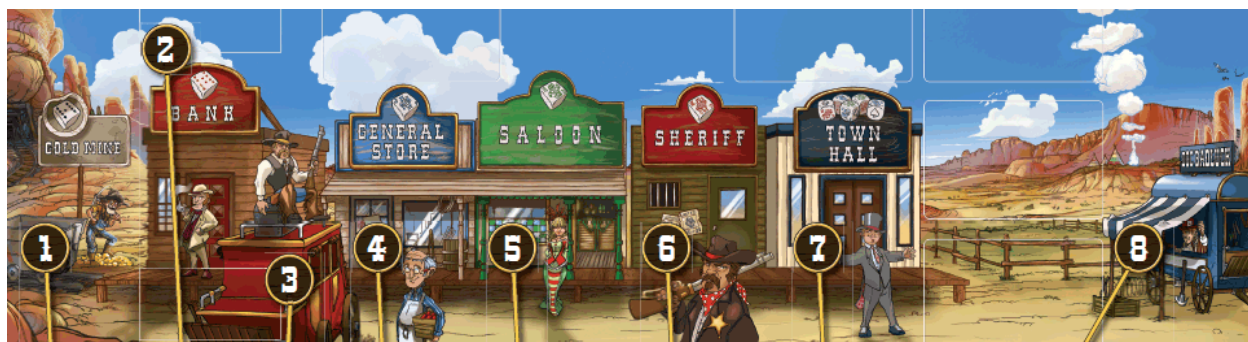 2
BANK
GOLD MINE
GENERAL
STORE
SALOON
SHERIFF
TOWN
HALL
1
3
4
5
6
7
8